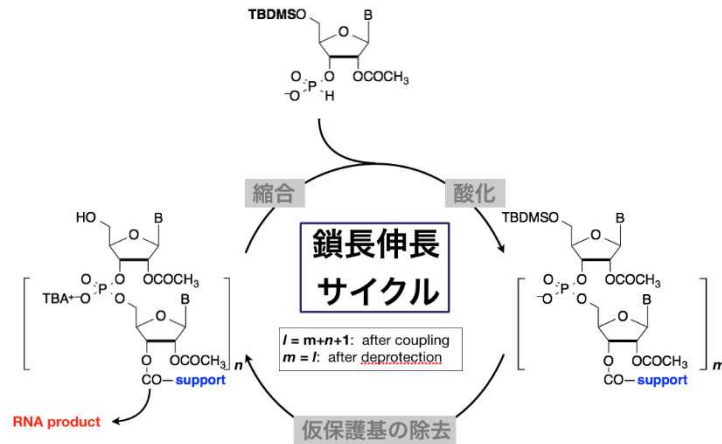 TBDMSO
B
O
O
O
P
OCOCH3
−O
H
縮合
酸化
HO
B
O
O
O
P
OCOCH3
TBA+−O
O
B
O
O
OCOCH3
n
CO—support
RNA product
鎖長伸長
サイクル
l = m+n+1: after coupling
m = l: after deprotection
TBDMSO
B
O
O
O
P
OCOCH3
−O
O
B
O
O
OCOCH3
m
CO—support
仮保護基の除去